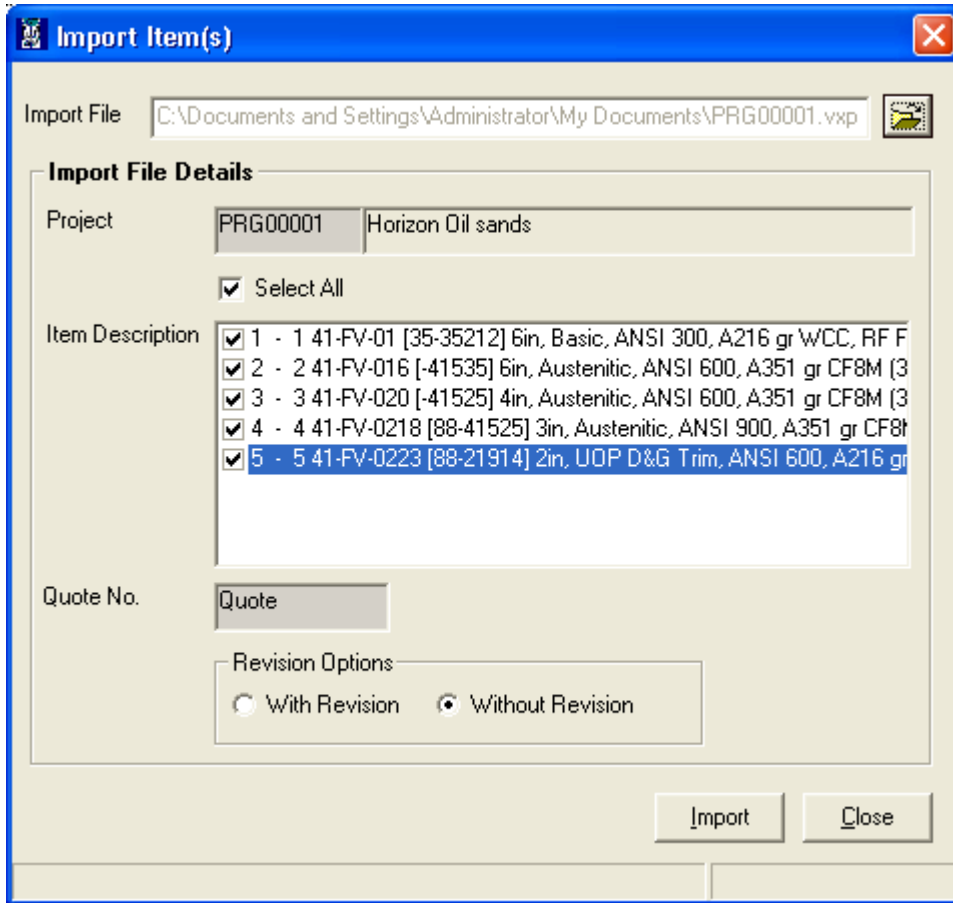 Import Item(s)
Import File C:\Documents and Settings\Administrator\My Documents\PRG00001.vxp
Import File Details
Project PRG00001 Horizon Oil sands
Select All
Item Description 1 - 1 41-FV-01 [35-35212] 6in, Basic, ANSI 300, A216 gr WCC, RF F
2 - 2 41-FV-016 [-41535] 6in, Austenitic, ANSI 600, A351 gr CF8M (3
3 - 3 41-FV-020 [-41525] 4in, Austenitic, ANSI 600, A351 gr CF8M (3
4 - 4 41-FV-0218 [88-41525] 3in, Austenitic, ANSI 900, A351 gr CF8M
5 - 5 41-FV-0223 [88-21914] 2in, UOP D&G Trim, ANSI 600, A216 gr
Quote No. Quote
Revision Options
With Revision Without Revision
Import Close